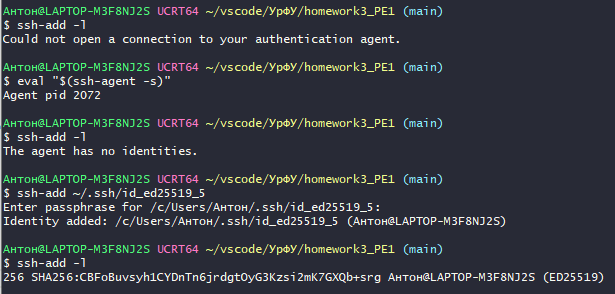 Антон@LAPTOP-M3F8NJ2S UCRT64 ~/vscode/УрФУ/homework3_PE1 (main)
$ ssh-add -l
Could not open a connection to your authentication agent.
Антон@LAPTOP-M3F8NJ2S UCRT64 ~/vscode/УрФУ/homework3_PE1 (main)
$ eval "$(ssh-agent -s)"
Agent pid 2072
Антон@LAPTOP-M3F8NJ2S UCRT64 ~/vscode/УрФУ/homework3_PE1 (main)
$ ssh-add -l
The agent has no identities.
Антон@LAPTOP-M3F8NJ2S UCRT64 ~/vscode/УрФУ/homework3_PE1 (main)
$ ssh-add ~/.ssh/id_ed25519_5
Enter passphrase for /c/Users/Антон/.ssh/id_ed25519_5:
Identity added: /c/Users/Антон/.ssh/id_ed25519_5 (Антон@LAPTOP-M3F8NJ2S)
Антон@LAPTOP-M3F8NJ2S UCRT64 ~/vscode/УрФУ/homework3_PE1 (main)
$ ssh-add -l
256 SHA256:CBFoBuvsyh1CYDnTn6jrdgtOyG3Kzsi2mK7GXQb+srg Антон@LAPTOP-M3F8NJ2S (ED25519)